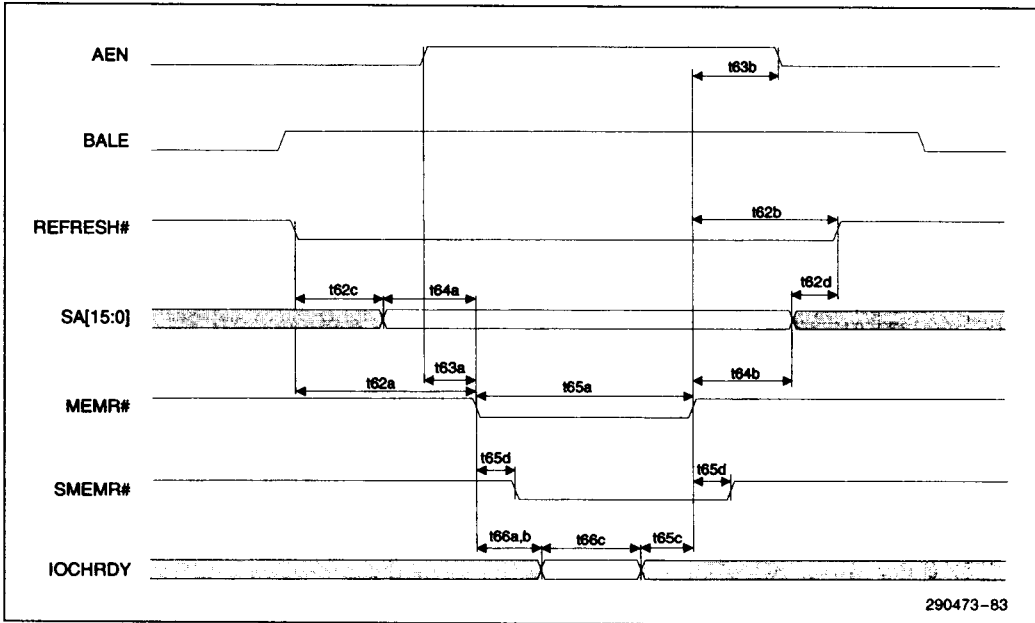 AEN
t63b
BALE
REFRESH#
t62b
t62c
t64a
t62d
SA[15:0]
t63a
t62a
t65a
t64b
MEMR#
t65d
t65d
SMEMR#
t66a,b
t66c
t65c
IOCHRDY
290473-83